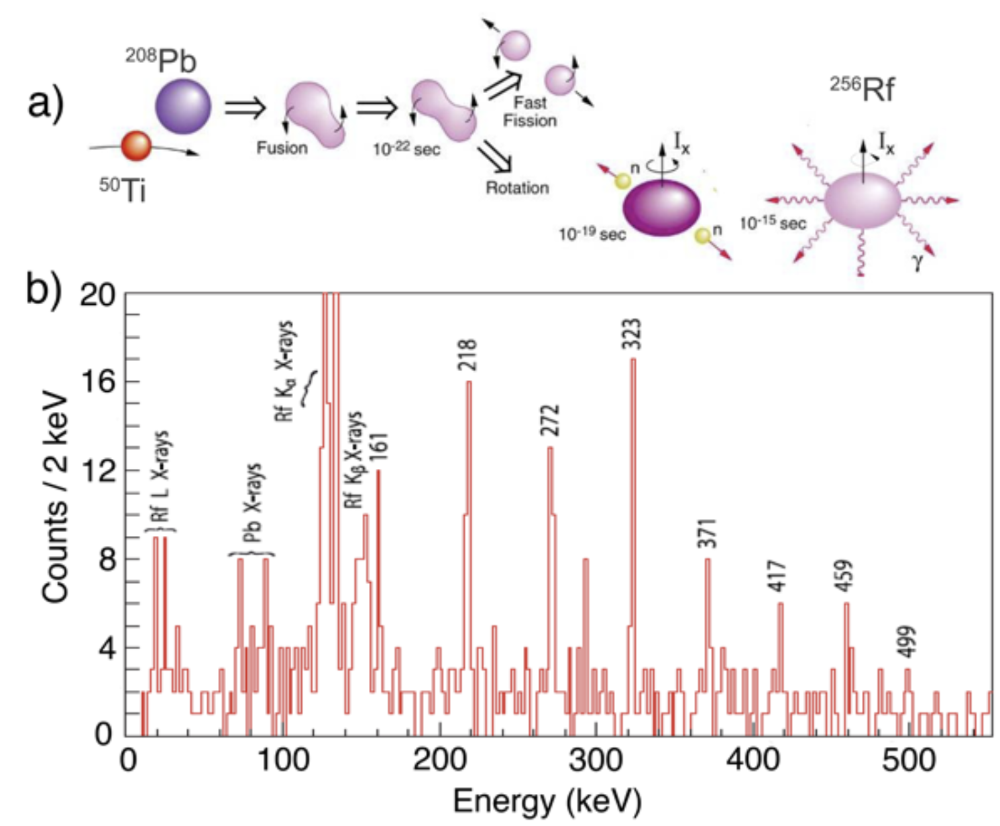 a)
²⁰⁸Pb
⁵⁰Ti
Fusion
10⁻²² sec
Fast
Fission
Rotation
n
Iₓ
n
10⁻¹⁹ sec
²⁵⁶Rf
Iₓ
10⁻¹⁵ sec
γ
b)
Counts / 2 keV
20
16
12
8
4
0
Rf L X-rays
Pb X-rays
Rf Kα X-rays
Rf Kβ X-rays
161
218
272
323
371
417
459
499
0 100 200 300 400 500
Energy (keV)